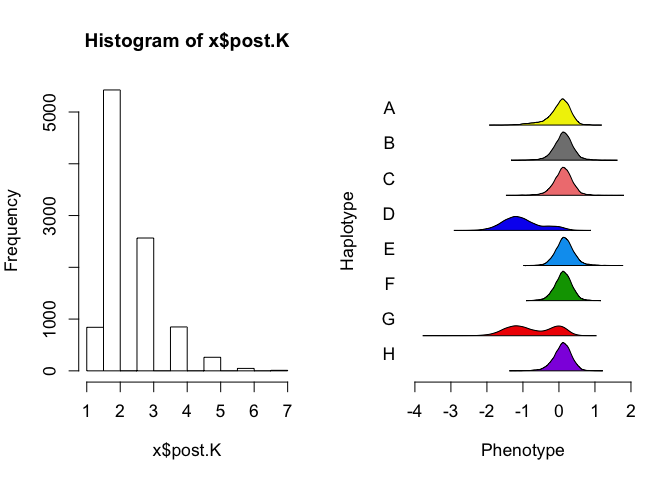 Histogram of x$post.K
Frequency
0
1000
3000
5000
1 2 3 4 5 6 7
x$post.K
Haplotype
A
B
C
D
E
F
G
H
-4 -3 -2 -1 0 1 2
Phenotype